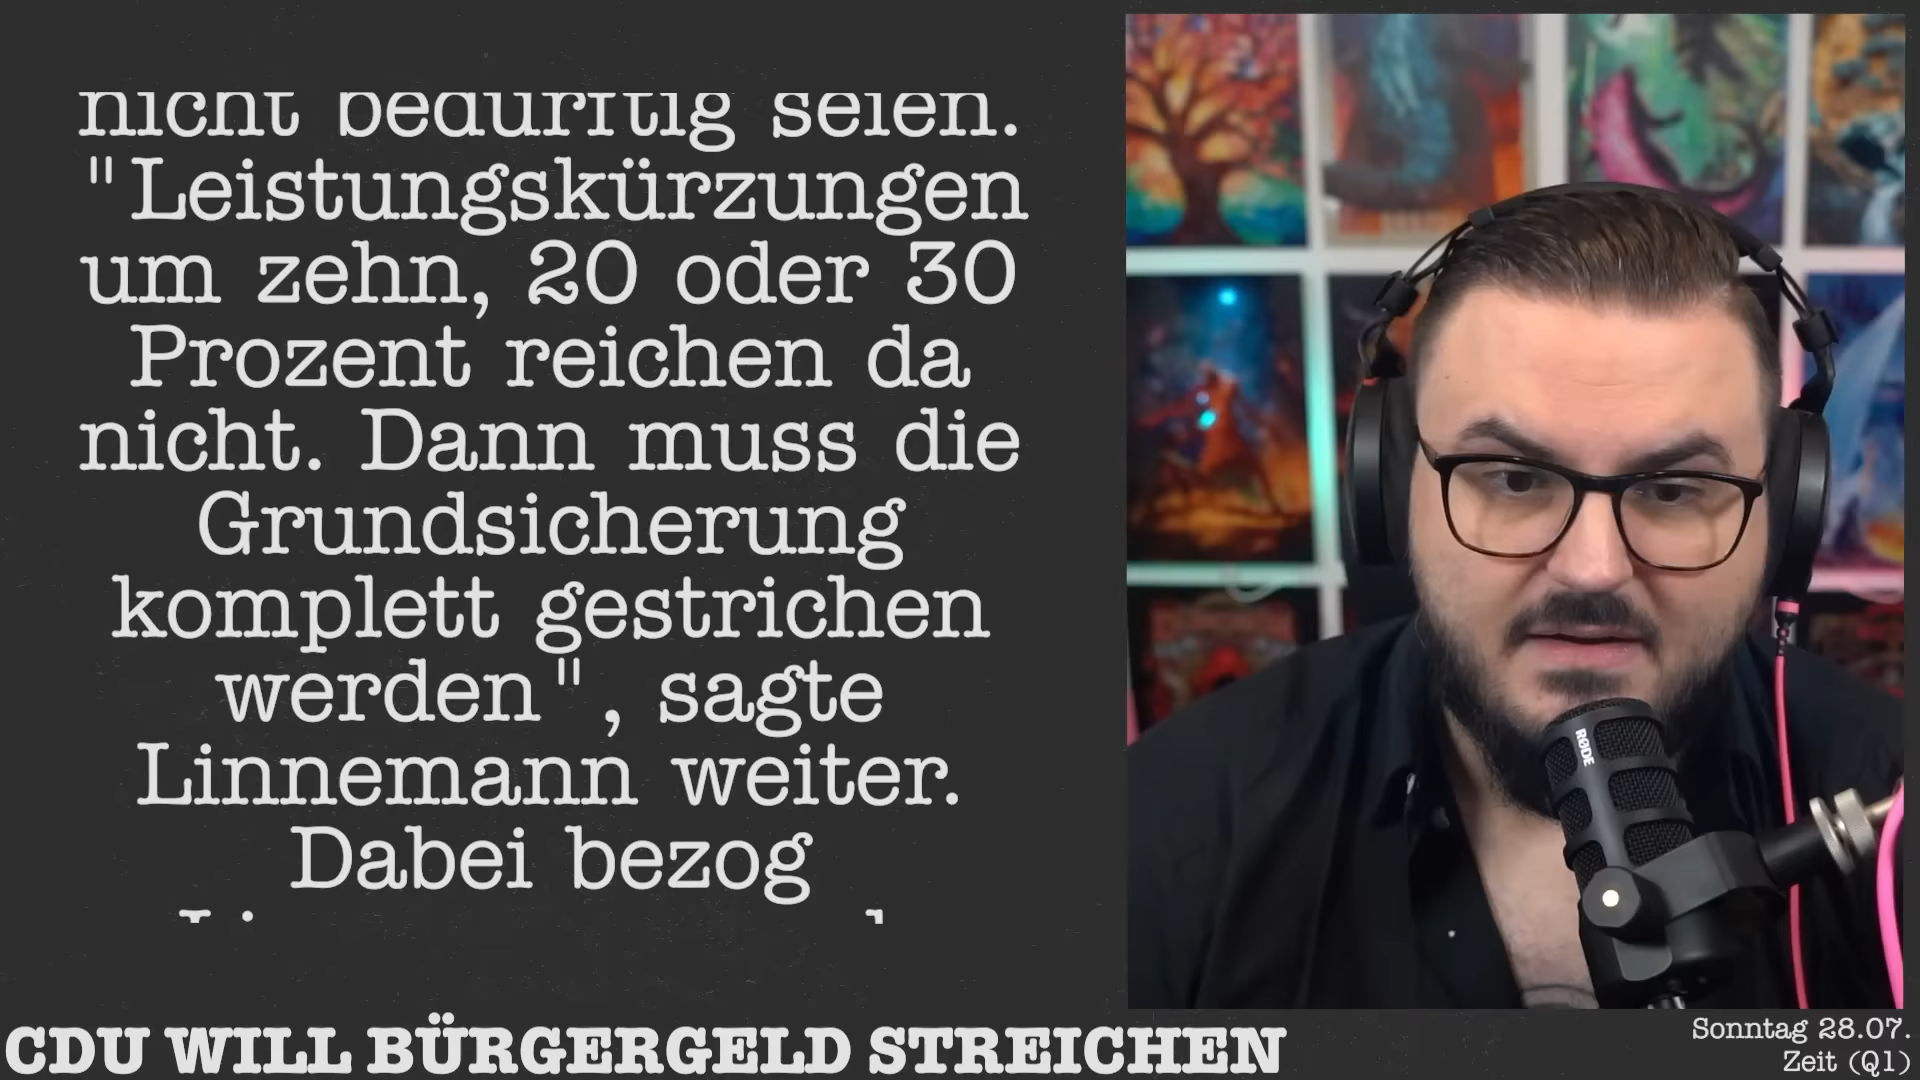 nicht bedürftig seien.
"Leistungskürzungen
um zehn, 20 oder 30
Prozent reichen da
nicht. Dann muss die
Grundsicherung
komplett gestrichen
werden", sagte
Linnemann weiter.
Dabei bezog
RØDE
CDU WILL BÜRGERGELD STREICHEN
Sonntag 28.07.
Zeit (Q1)